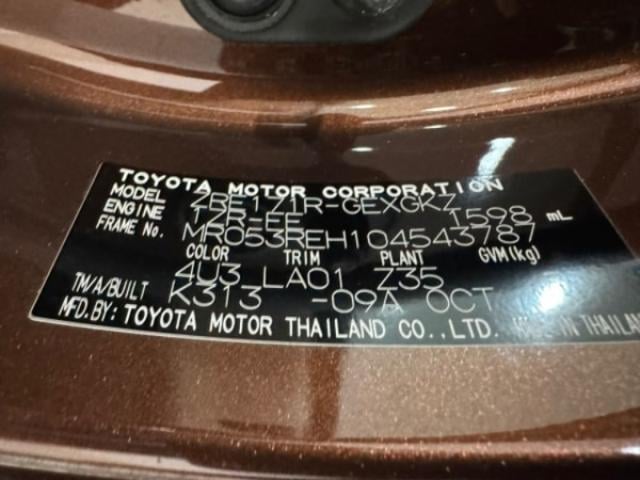 TOYOTA MOTOR CORPORATION
MODEL ZRE171R-GEXGKZ
ENGINE 1ZR-FE 1598 mL
FRAME No. MR053REH104543787
COLOR TRIM PLANT GVM(kg)
4U3 LA01 Z35
TM/A/BUILT K313 -09A OCT
MFD.BY: TOYOTA MOTOR THAILAND CO.,LTD. MADE IN THAILAND